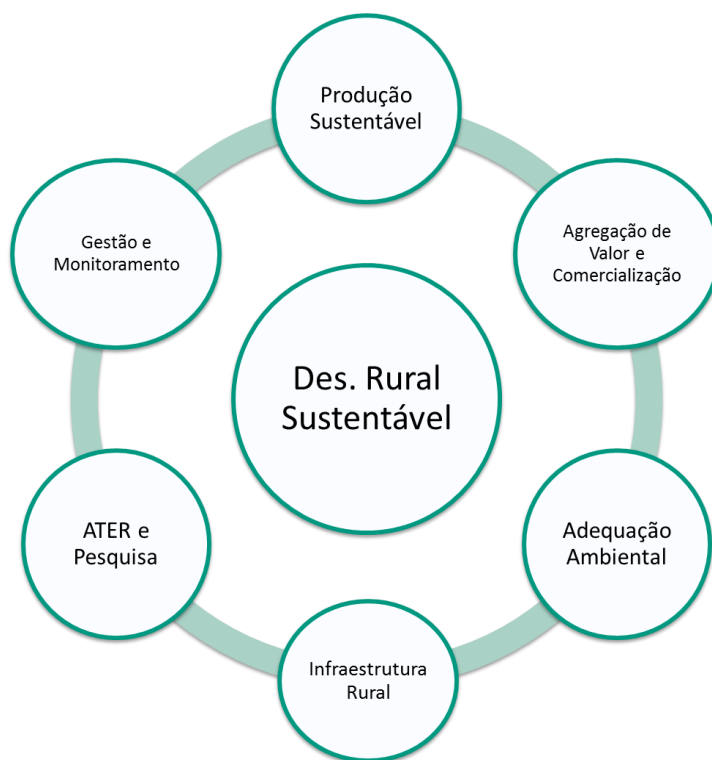 Produção
Sustentável
Gestão e
Monitoramento
Agregação de
Valor e
Comercialização
Des. Rural
Sustentável
ATER e
Pesquisa
Adequação
Ambiental
Infraestrutura
Rural